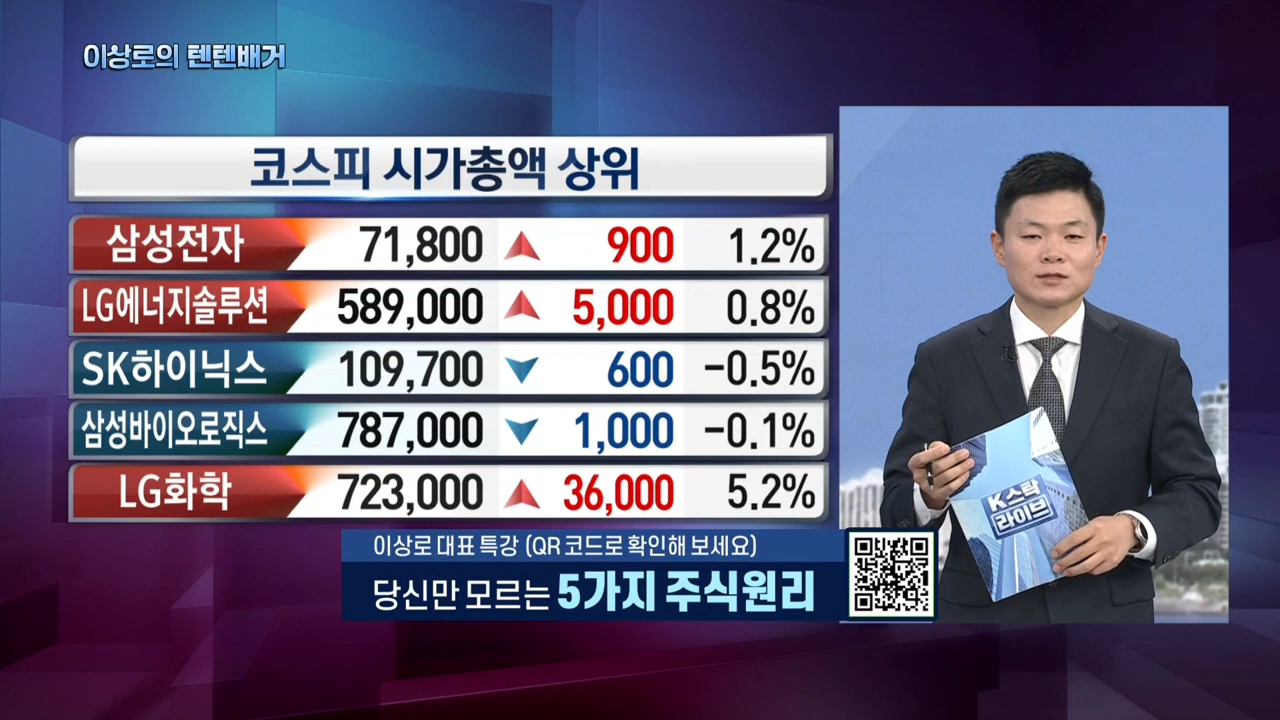 이상로의 텐텐배거
코스피 시가총액 상위
삼성전자 71,800 ▲ 900 1.2%
LG에너지솔루션 589,000 ▲ 5,000 0.8%
SK하이닉스 109,700 ▼ 600 -0.5%
삼성바이오로직스 787,000 ▼ 1,000 -0.1%
LG화학 723,000 ▲ 36,000 5.2%
K스탁
라이브
이상로 대표 특강 (QR 코드로 확인해 보세요)
당신만 모르는 5가지 주식원리